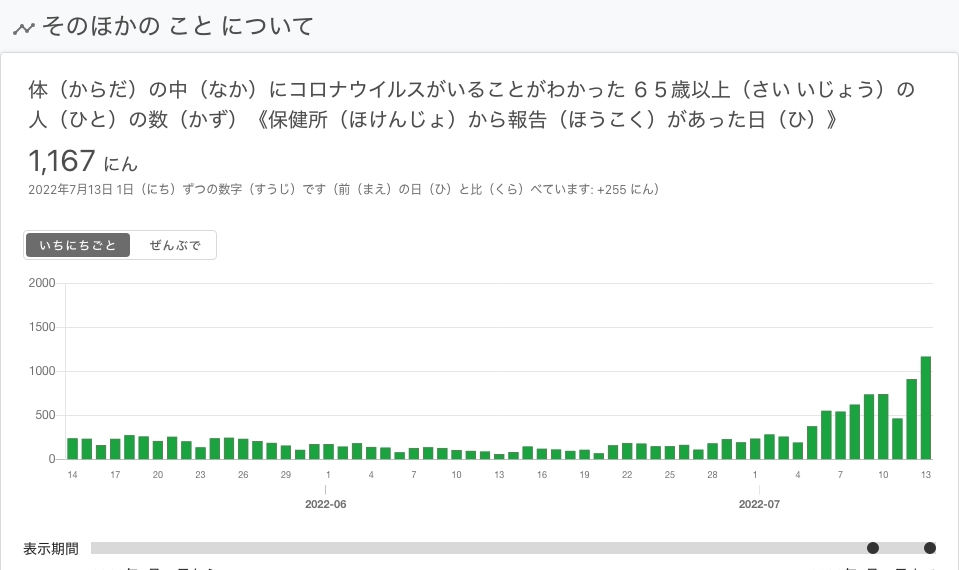 そのほかの こと について
体（からだ）の中（なか）にコロナウイルスがいることがわかった ６５歳以上（さい いじょう）の
人（ひと）の数（かず）《保健所（ほけんじょ）から報告（ほうこく）があった日（ひ）》
1,167 にん
2022年7月13日 1日（にち）ずつの数字（すうじ）です（前（まえ）の日（ひ）と比（くら）べています: +255 にん）
いちにちごと ぜんぶで
2000
1500
1000
500
0
14 17 20 23 26 29 1 4 7 10 13 16 19 22 25 28 1 4 7 10 13
2022-06 2022-07
表示期間